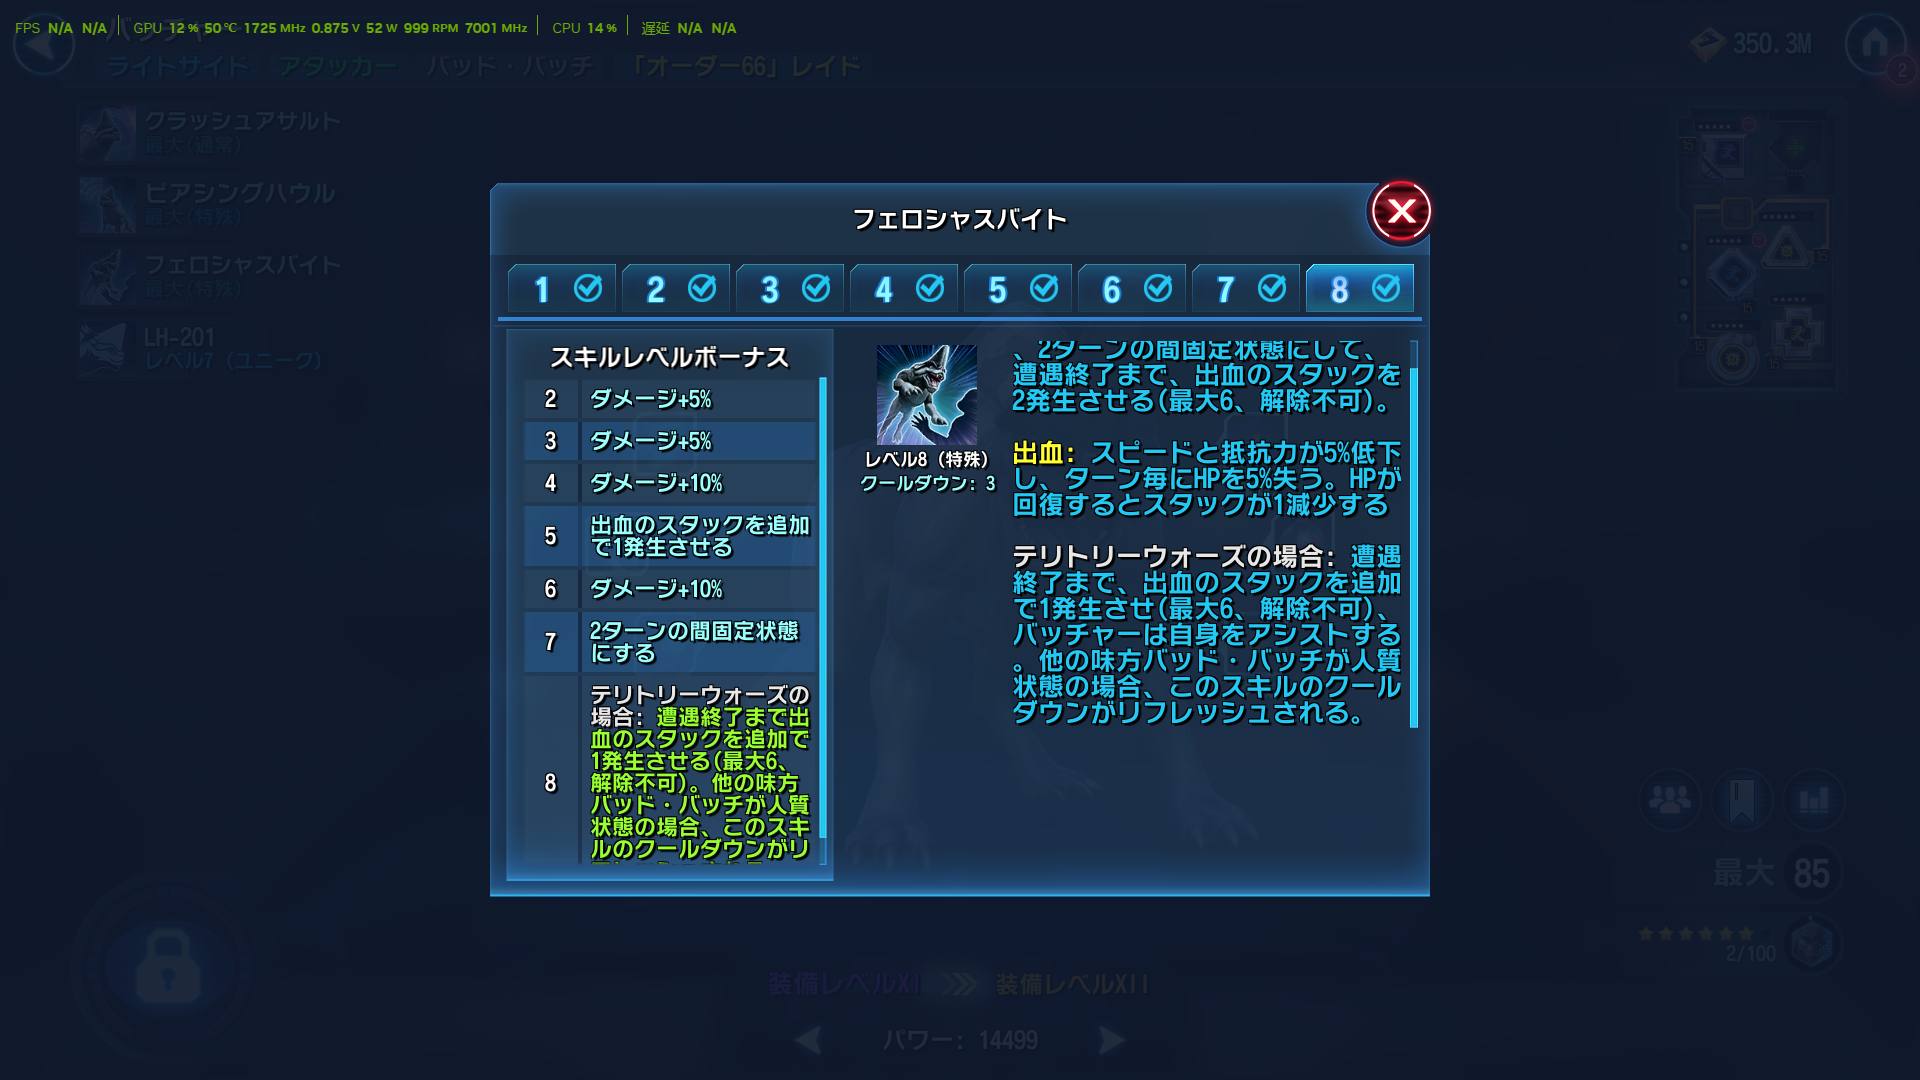 FPS N/A N/A GPU 12 % 50 ℃ 1725 MHz 0.875 V 52 W 999 RPM 7001 MHz CPU 14 % 遅延 N/A N/A
ライトサイド アタッカー バッド・バッチ 「オーダー66」レイド
350.3M
2
クラッシュアサルト
最大(通常)
ピアシングハウル
最大(特殊)
フェロシャスバイト
最大(特殊)
LH-201
レベル7 (ユニーク)
フェロシャスバイト
1 2 3 4 5 6 7 8
スキルレベルボーナス
2 ダメージ+5%
3 ダメージ+5%
4 ダメージ+10%
5 出血のスタックを追加
で1発生させる
6 ダメージ+10%
7 2ターンの間固定状態
にする
8 テリトリーウォーズの
場合: 遭遇終了まで出
血のスタックを追加で
1発生させる(最大6、
解除不可)。他の味方
バッド・バッチが人質
状態の場合、このスキ
ルのクールダウンがリ
レベル8 (特殊)
クールダウン: 3
、2ターンの間固定状態にして、
遭遇終了まで、出血のスタックを
2発生させる(最大6、解除不可)。
出血: スピードと抵抗力が5%低下
し、ターン毎にHPを5%失う。HPが
回復するとスタックが1減少する
テリトリーウォーズの場合: 遭遇
終了まで、出血のスタックを追加
で1発生させ(最大6、解除不可)、
バッチャーは自身をアシストする
。他の味方バッド・バッチが人質
状態の場合、このスキルのクール
ダウンがリフレッシュされる。
最大 85
2/100
装備レベルXI 装備レベルXII
パワー: 14499